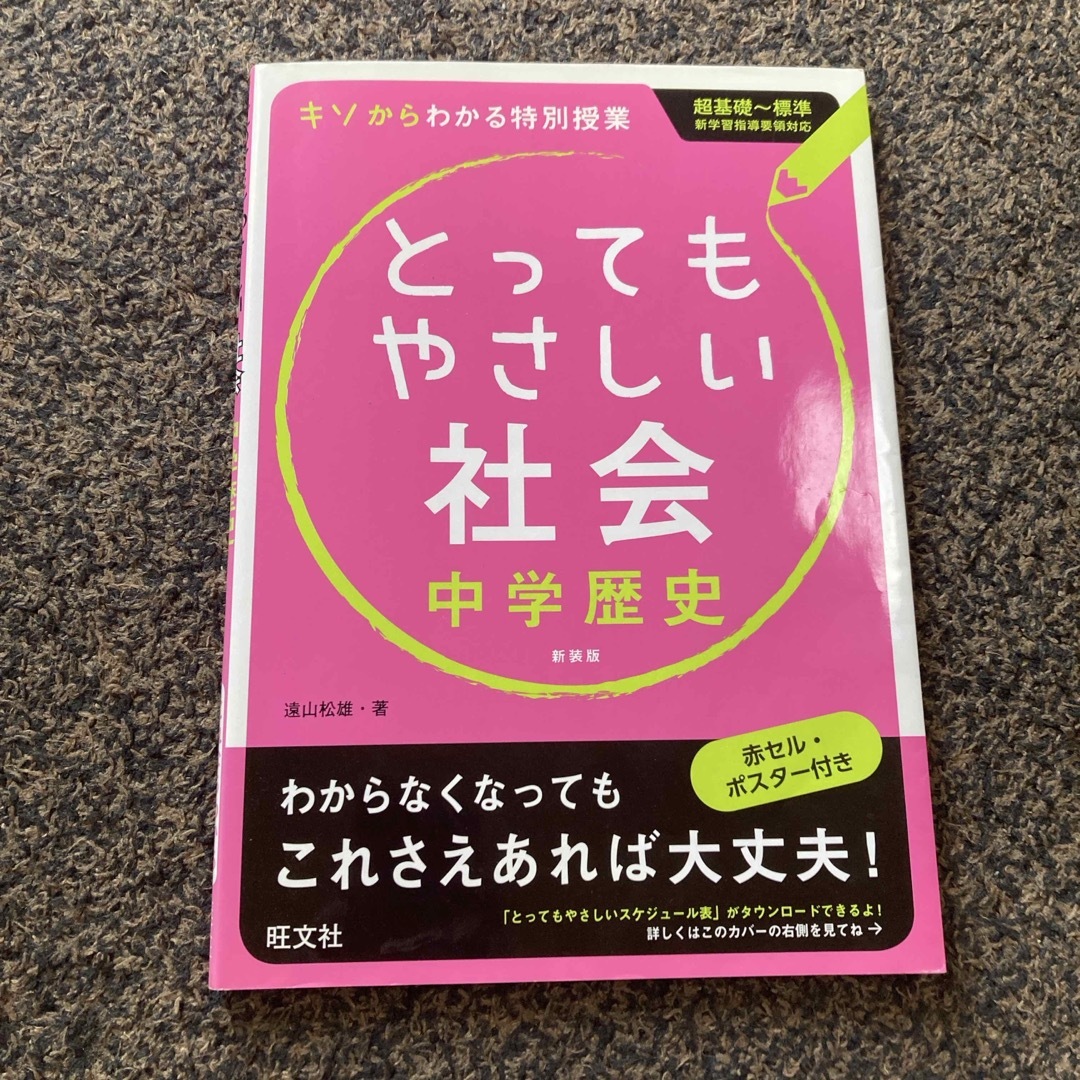 キソからわかる特別授業
超基礎～標準
新学習指導要領対応
とっても
やさしい
社会
中学歴史
新装版
遠山松雄・著
赤セル・
ポスター付き
わからなくなっても
これさえあれば大丈夫！
「とってもやさしいスケジュール表」がダウンロードできるよ！
詳しくはこのカバーの右側を見てね→
旺文社